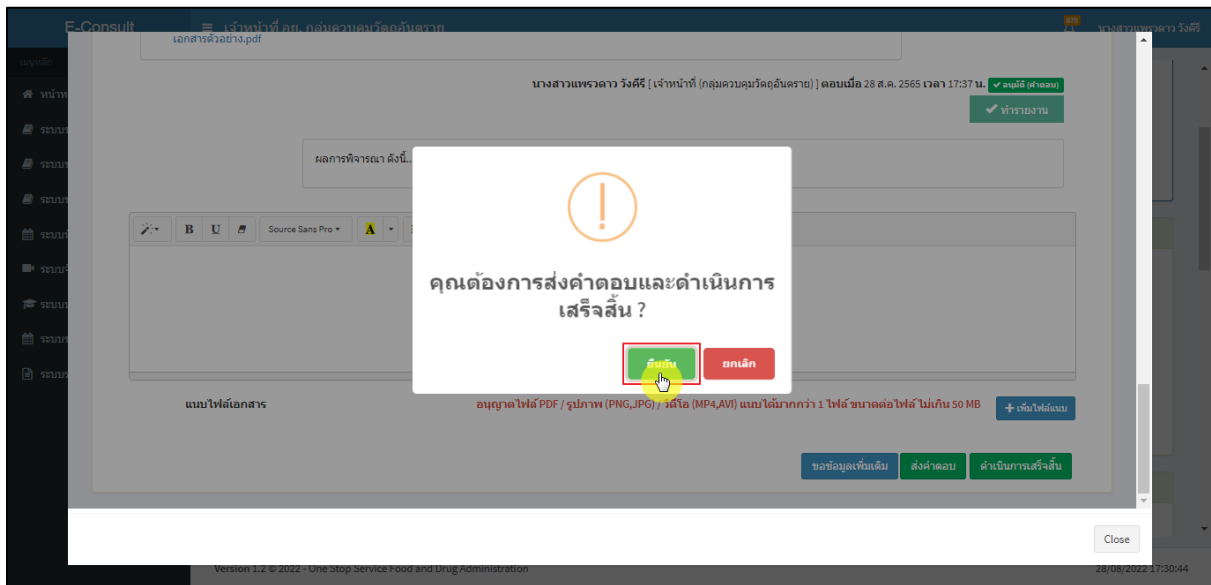 E-Consult
เจ้าหน้าที่ อย. กลุ่มควบคุมวัตถุอันตราย
นางสาวแพรวดาว วังศีรี
เอกสารตัวอย่าง.pdf
เมนูหลัก
นางสาวแพรวดาว วังศีรี [ เจ้าหน้าที่ (กลุ่มควบคุมวัตถุอันตราย) ] ตอบเมื่อ 28 ส.ค. 2565 เวลา 17:37 น. อนุมัติ (คำตอบ)
ทำรายงาน
ผลการพิจารณา ดังนี้..
B U Source Sans Pro A
คุณต้องการส่งคำตอบและดำเนินการ
เสร็จสิ้น ?
ยืนยัน ยกเลิก
แนบไฟล์เอกสาร
อนุญาตไฟล์ PDF / รูปภาพ (PNG,JPG) / วิดีโอ (MP4,AVI) แนบได้มากกว่า 1 ไฟล์ ขนาดต่อไฟล์ ไม่เกิน 50 MB
เพิ่มไฟล์แนบ
ขอข้อมูลเพิ่มเติม ส่งคำตอบ ดำเนินการเสร็จสิ้น
Close
Version 1.2 © 2022 - One Stop Service Food and Drug Administration
28/08/2022 17:30:44